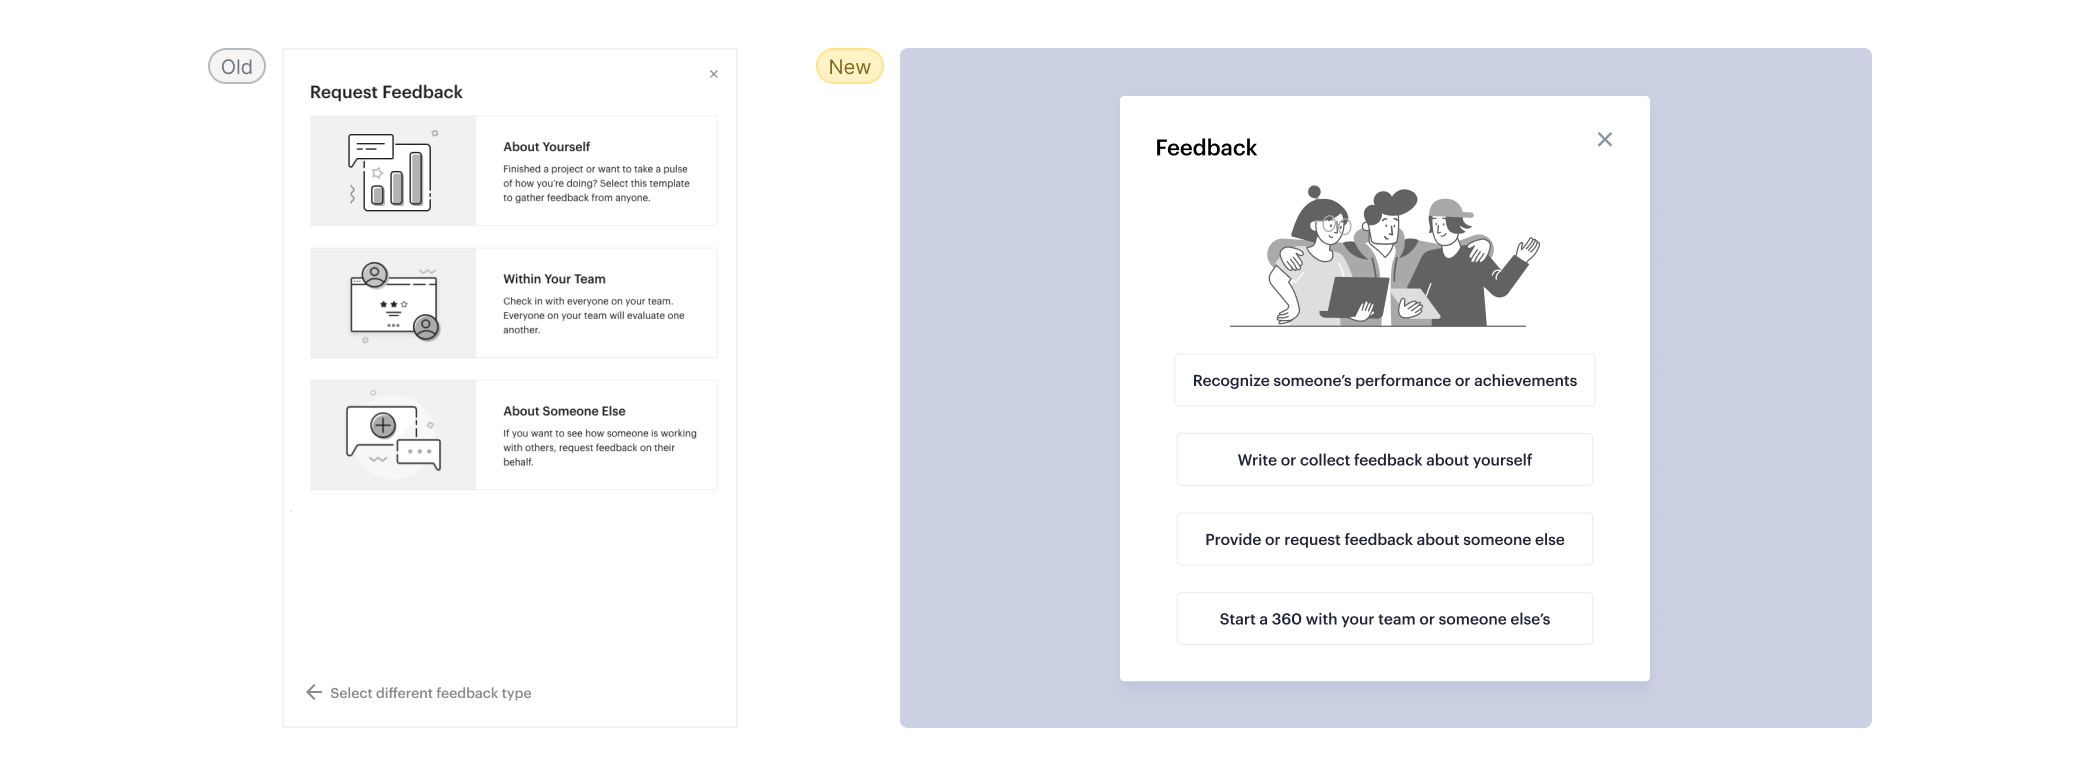 Old
Request Feedback
About Yourself
Finished a project or want to take a pulse
of how you're doing? Select this template
to gather feedback from anyone.
Within Your Team
Check in with everyone on your team.
Everyone on your team will evaluate one
another.
About Someone Else
If you want to see how someone is working
with others, request feedback on their
behalf.
Select different feedback type
New
Feedback
Recognize someone’s performance or achievements
Write or collect feedback about yourself
Provide or request feedback about someone else
Start a 360 with your team or someone else’s